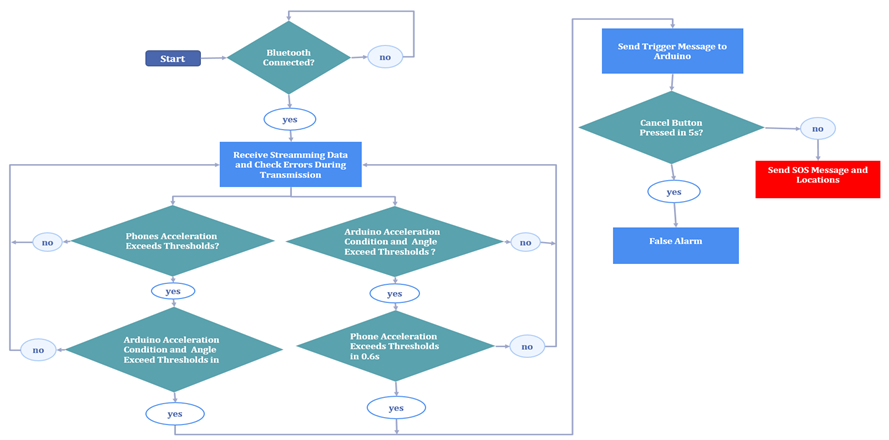 Start
Bluetooth
Connected?
no
yes
Receive Streamming Data
and Check Errors During
Transmission
no
Phones Acceleration
Exceeds Thresholds?
Arduino Acceleration
Condition and Angle
Exceed Thresholds ?
no
yes
yes
no
Arduino Acceleration
Condition and Angle
Exceed Thresholds in
Phone Acceleration
Exceeds Thresholds
in 0.6s
no
yes
yes
Send Trigger Message to
Arduino
Cancel Button
Pressed in 5s?
no
Send SOS Message and
Locations
yes
False Alarm